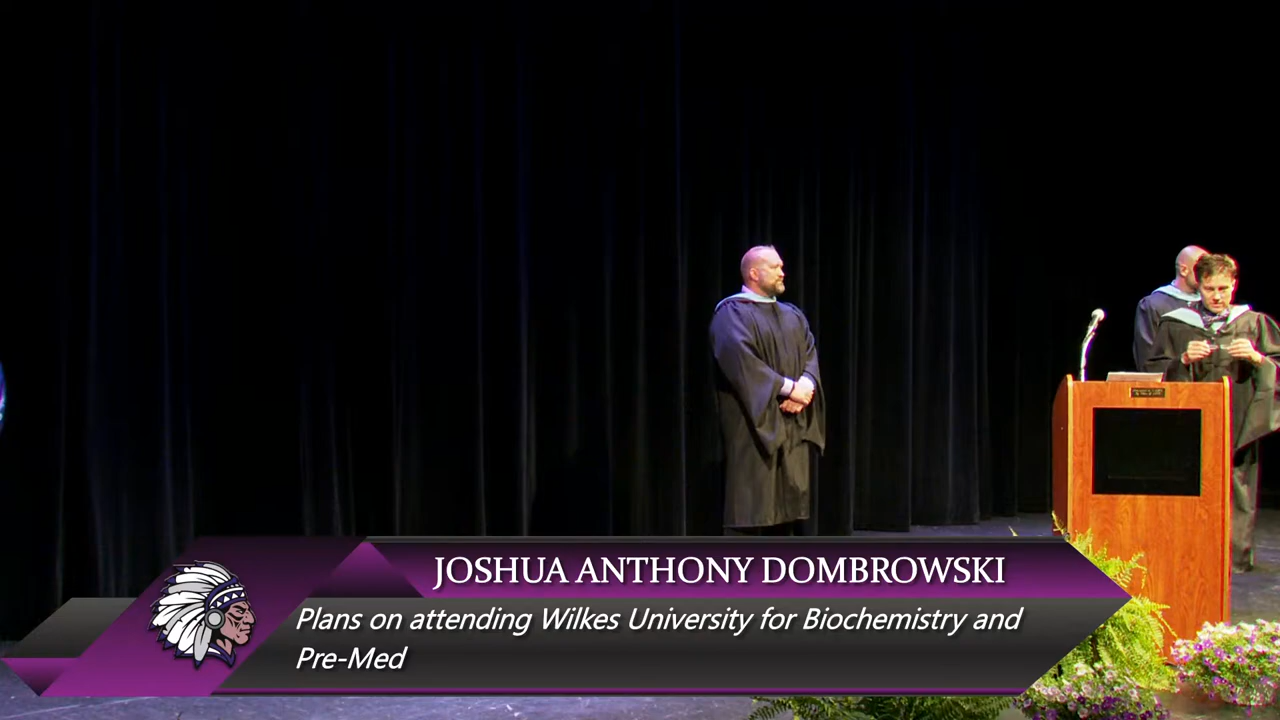 JOSHUA ANTHONY DOMBROWSKI
Plans on attending Wilkes University for Biochemistry and
Pre-Med